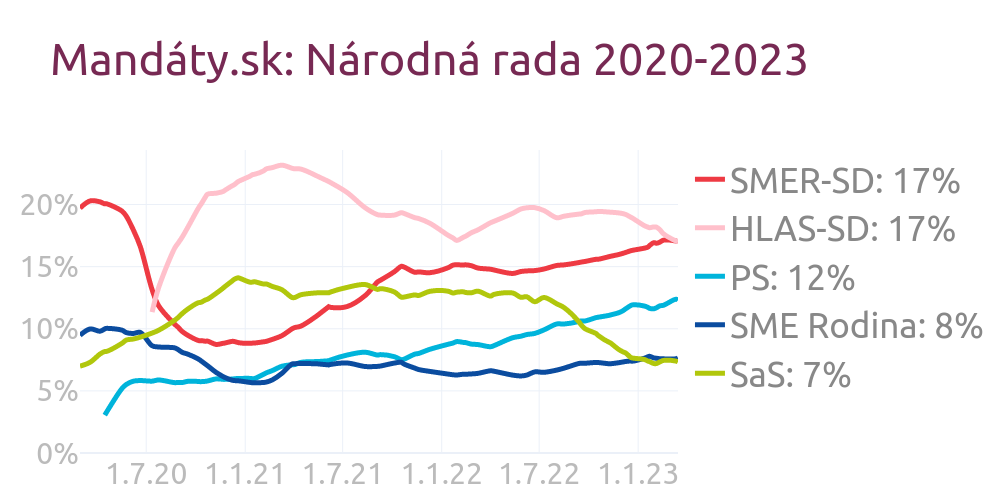 Mandáty.sk: Národná rada 2020-2023
SMER-SD: 17%
HLAS-SD: 17%
PS: 12%
SME Rodina: 8%
SaS: 7%
20%
15%
10%
5%
0%
1.7.20 1.1.21 1.7.21 1.1.22 1.7.22 1.1.23